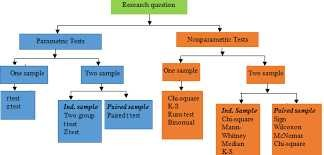 Research question
Parametric Tests
Nonparametric Tests
One sample
Two sample
One sample
Two sample
t test
Z test
Ind. sample
Two group
ttest
Z test
Paired sample
Paired t test
Chi-square
K-S
Runs test
Binomial
Ind. Sample
Chi-square
Mann-
Whitney
Median
K-S
Paired sample
Sign
Wilcoxon
McNemar
Chi-square